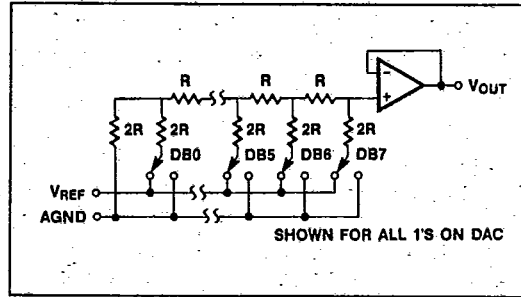 R R R
- + VOUT
2R 2R 2R 2R 2R
DB0 DB5 DB6 DB7
VREF
AGND
SHOWN FOR ALL 1'S ON DAC